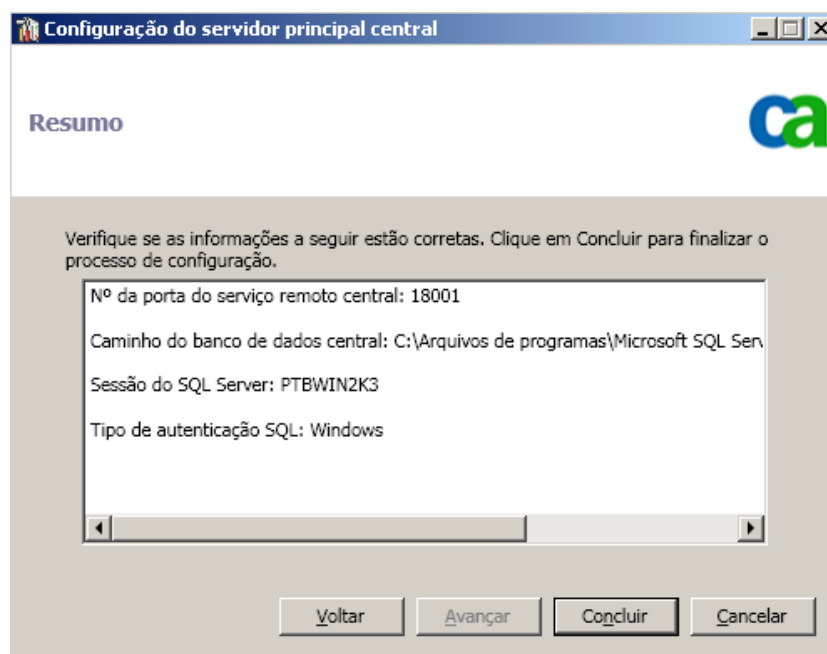 Configuração do servidor principal central
Resumo
ca
Verifique se as informações a seguir estão corretas. Clique em Concluir para finalizar o
processo de configuração.
Nº da porta do serviço remoto central: 18001
Caminho do banco de dados central: C:\Arquivos de programas\Microsoft SQL Serv
Sessão do SQL Server: PTBWIN2K3
Tipo de autenticação SQL: Windows
Voltar Avançar Concluir Cancelar